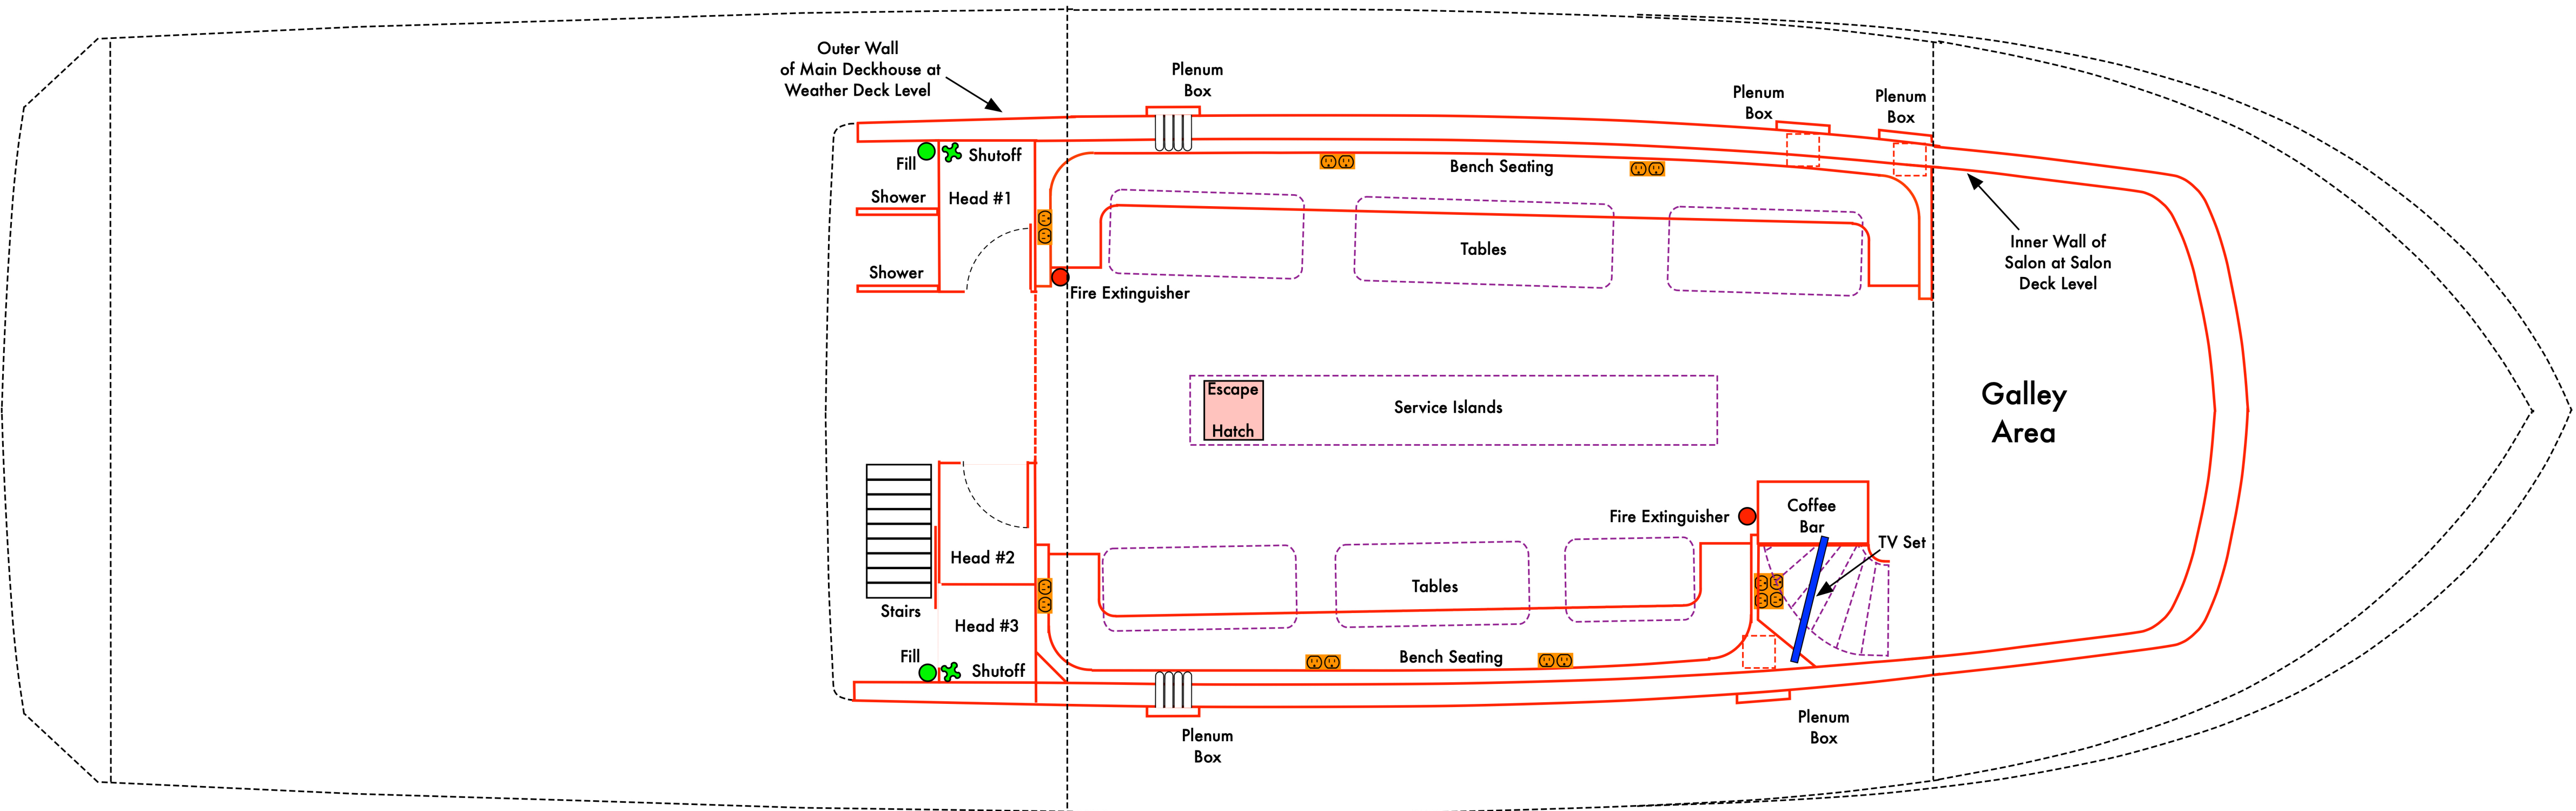 Outer Wall
of Main Deckhouse at
Weather Deck Level
Plenum
Box
Plenum
Box
Plenum
Box
Fill
Shutoff
Bench Seating
Shower
Head #1
Tables
Inner Wall of
Salon at Salon
Deck Level
Shower
Fire Extinguisher
Escape
Hatch
Service Islands
Galley
Area
Coffee
Bar
Fire Extinguisher
TV Set
Head #2
Tables
Stairs
Head #3
Fill
Shutoff
Bench Seating
Plenum
Box
Plenum
Box